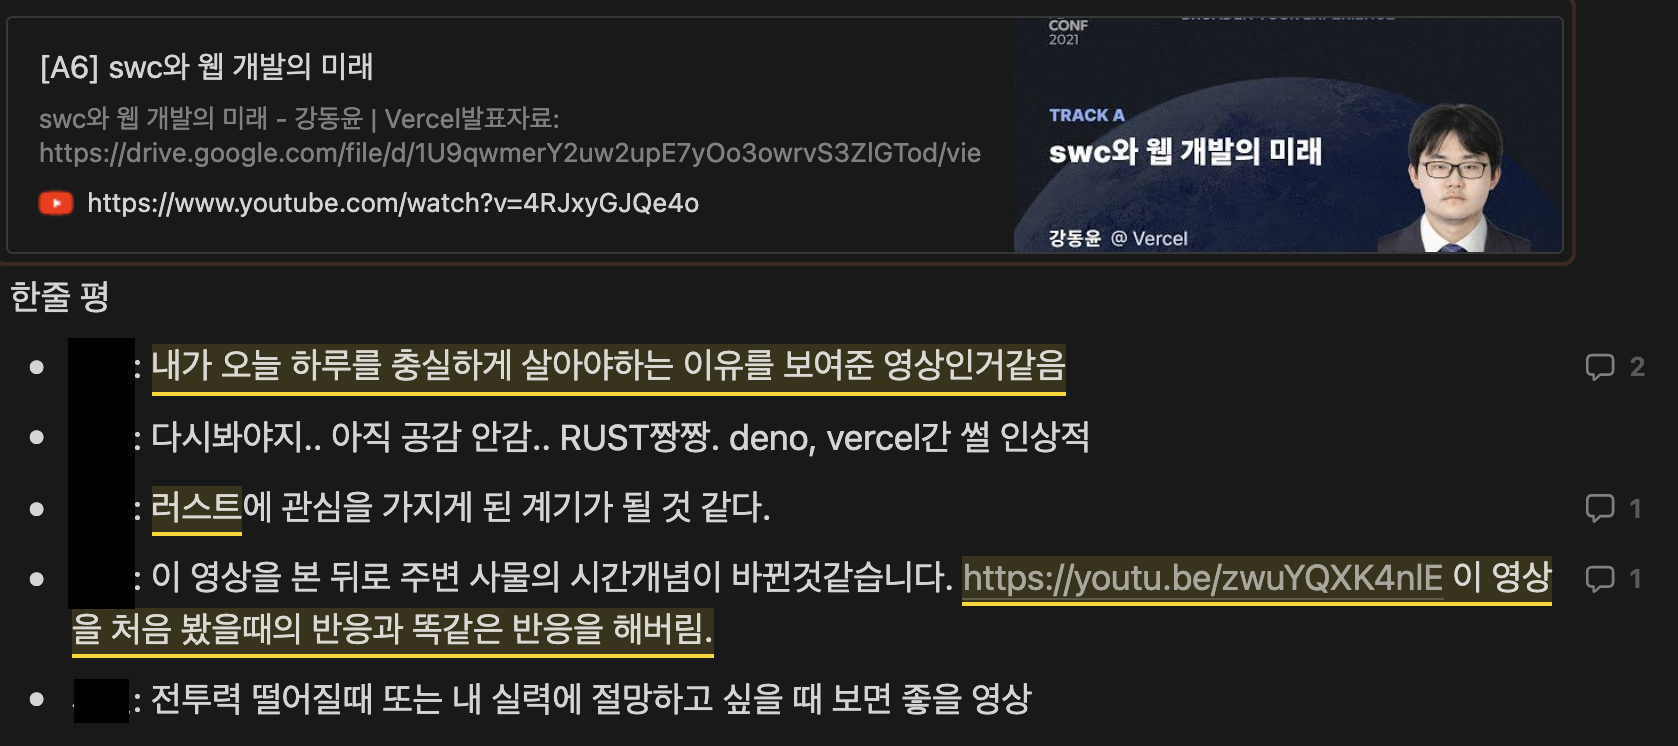 [A6] swc와 웹 개발의 미래
swc와 웹 개발의 미래 - 강동윤 | Vercel발표자료:
https://drive.google.com/file/d/1U9qwmerY2uw2upE7yOo3owrvS3ZlGTod/vie
https://www.youtube.com/watch?v=4RJxyGJQe4o
BROADEN YOUR EXPERIENCE
CONF
2021
TRACK A
swc와 웹 개발의 미래
강동윤 @ Vercel
한줄 평
: 내가 오늘 하루를 충실하게 살아야하는 이유를 보여준 영상인거같음 2
: 다시봐야지.. 아직 공감 안감.. RUST짱짱. deno, vercel간 썰 인상적
: 러스트에 관심을 가지게 된 계기가 될 것 같다. 1
: 이 영상을 본 뒤로 주변 사물의 시간개념이 바뀐것같습니다. https://youtu.be/zwuYQXK4nlE 이 영상 1
을 처음 봤을때의 반응과 똑같은 반응을 해버림.
: 전투력 떨어질때 또는 내 실력에 절망하고 싶을 때 보면 좋을 영상